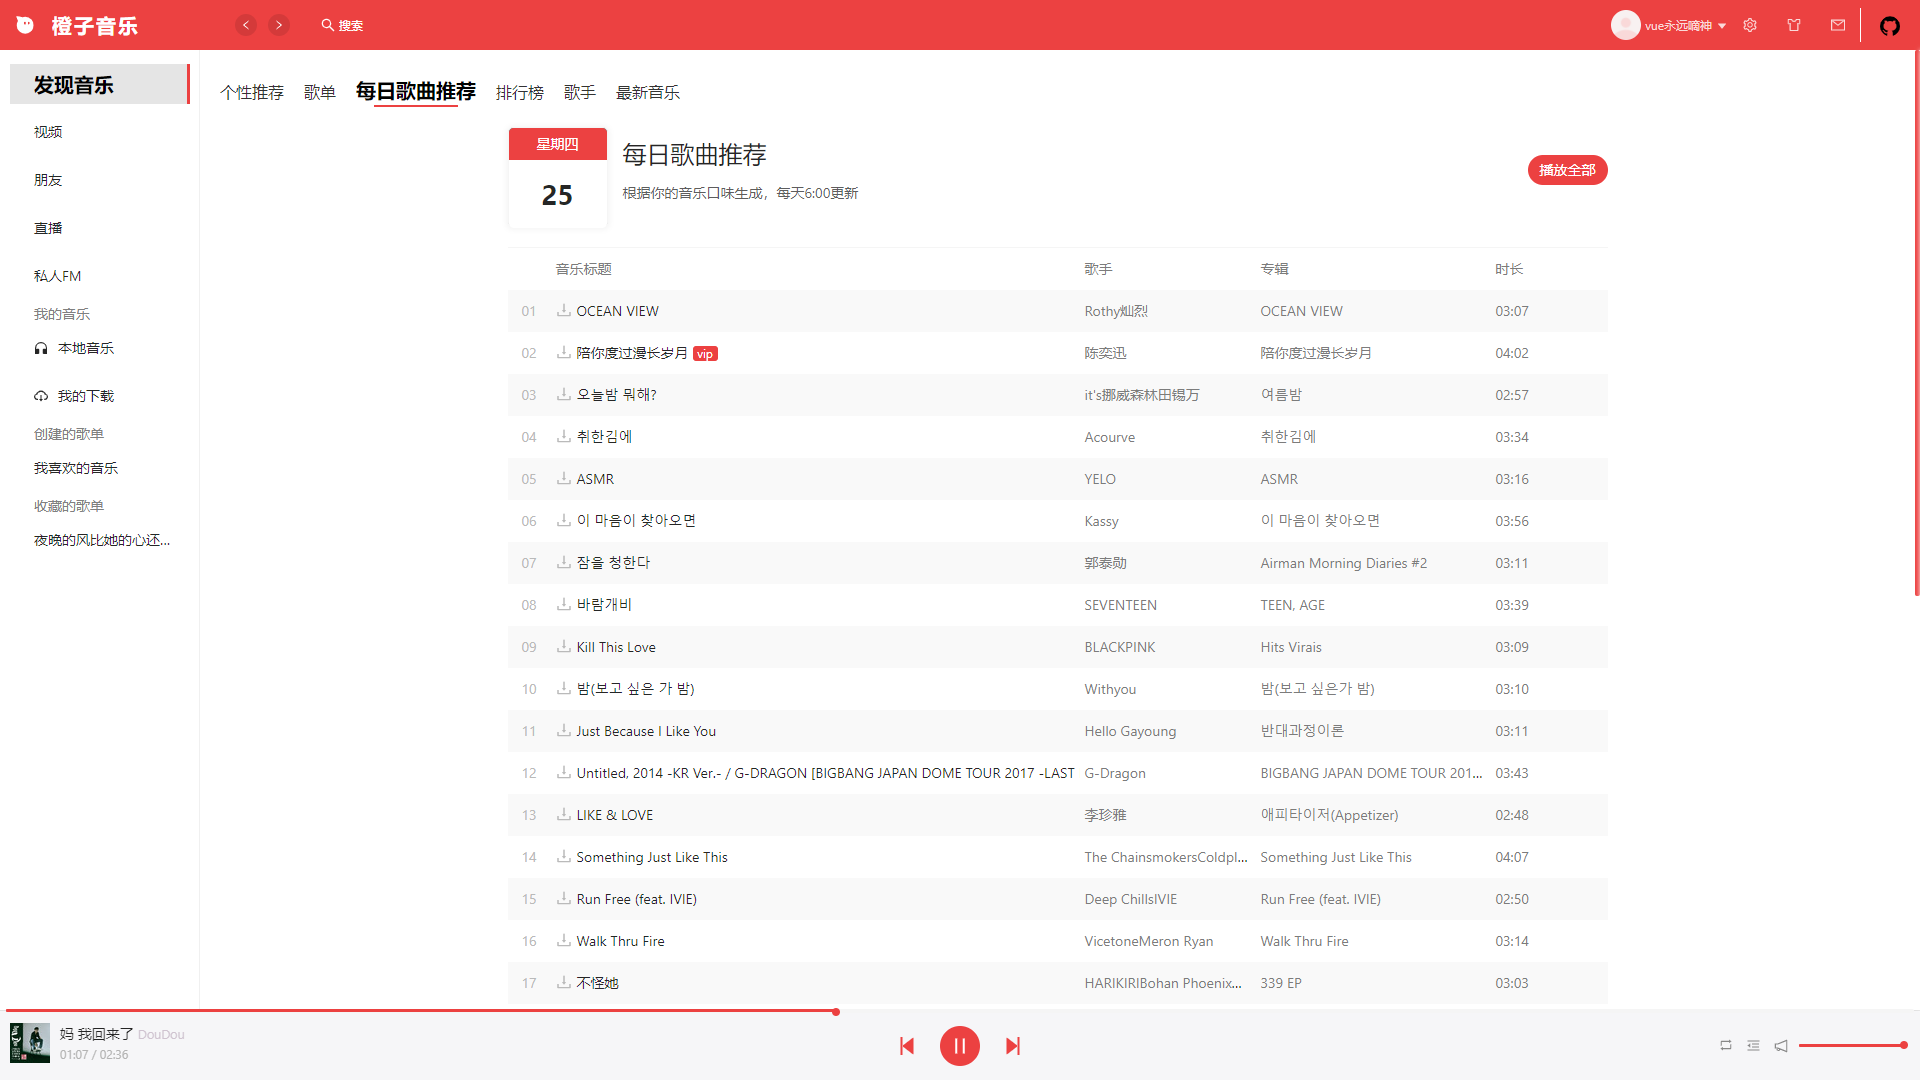 橙子音乐
搜索
vue永远嘀神
发现音乐
视频
朋友
直播
私人FM
我的音乐
本地音乐
我的下载
创建的歌单
我喜欢的音乐
收藏的歌单
夜晚的风比她的心还...
个性推荐 歌单 每日歌曲推荐 排行榜 歌手 最新音乐
星期四
25
每日歌曲推荐
根据你的音乐口味生成，每天6:00更新
播放全部
音乐标题 歌手 专辑 时长
01 OCEAN VIEW Rothy灿烈 OCEAN VIEW 03:07
02 陪你度过漫长岁月 vip 陈奕迅 陪你度过漫长岁月 04:02
03 오늘밤 뭐해? it's挪威森林田锡万 여름밤 02:57
04 취한김에 Acourve 취한김에 03:34
05 ASMR YELO ASMR 03:16
06 이 마음이 찾아오면 Kassy 이 마음이 찾아오면 03:56
07 잠을 청한다 郭泰勋 Airman Morning Diaries #2 03:11
08 바람개비 SEVENTEEN TEEN, AGE 03:39
09 Kill This Love BLACKPINK Hits Virais 03:09
10 밤(보고 싶은 가 밤) Withyou 밤(보고 싶은가 밤) 03:10
11 Just Because I Like You Hello Gayoung 반대과정이론 03:11
12 Untitled, 2014 -KR Ver.- / G-DRAGON [BIGBANG JAPAN DOME TOUR 2017 -LAST G-Dragon BIGBANG JAPAN DOME TOUR 201... 03:43
13 LIKE & LOVE 李珍雅 애피타이저(Appetizer) 02:48
14 Something Just Like This The ChainsmokersColdpl... Something Just Like This 04:07
15 Run Free (feat. IVIE) Deep ChillsIVIE Run Free (feat. IVIE) 02:50
16 Walk Thru Fire VicetoneMeron Ryan Walk Thru Fire 03:14
17 不怪她 HARIKIRIBohan Phoenix... 339 EP 03:03
妈 我回来了 DouDou
01:07 / 02:36